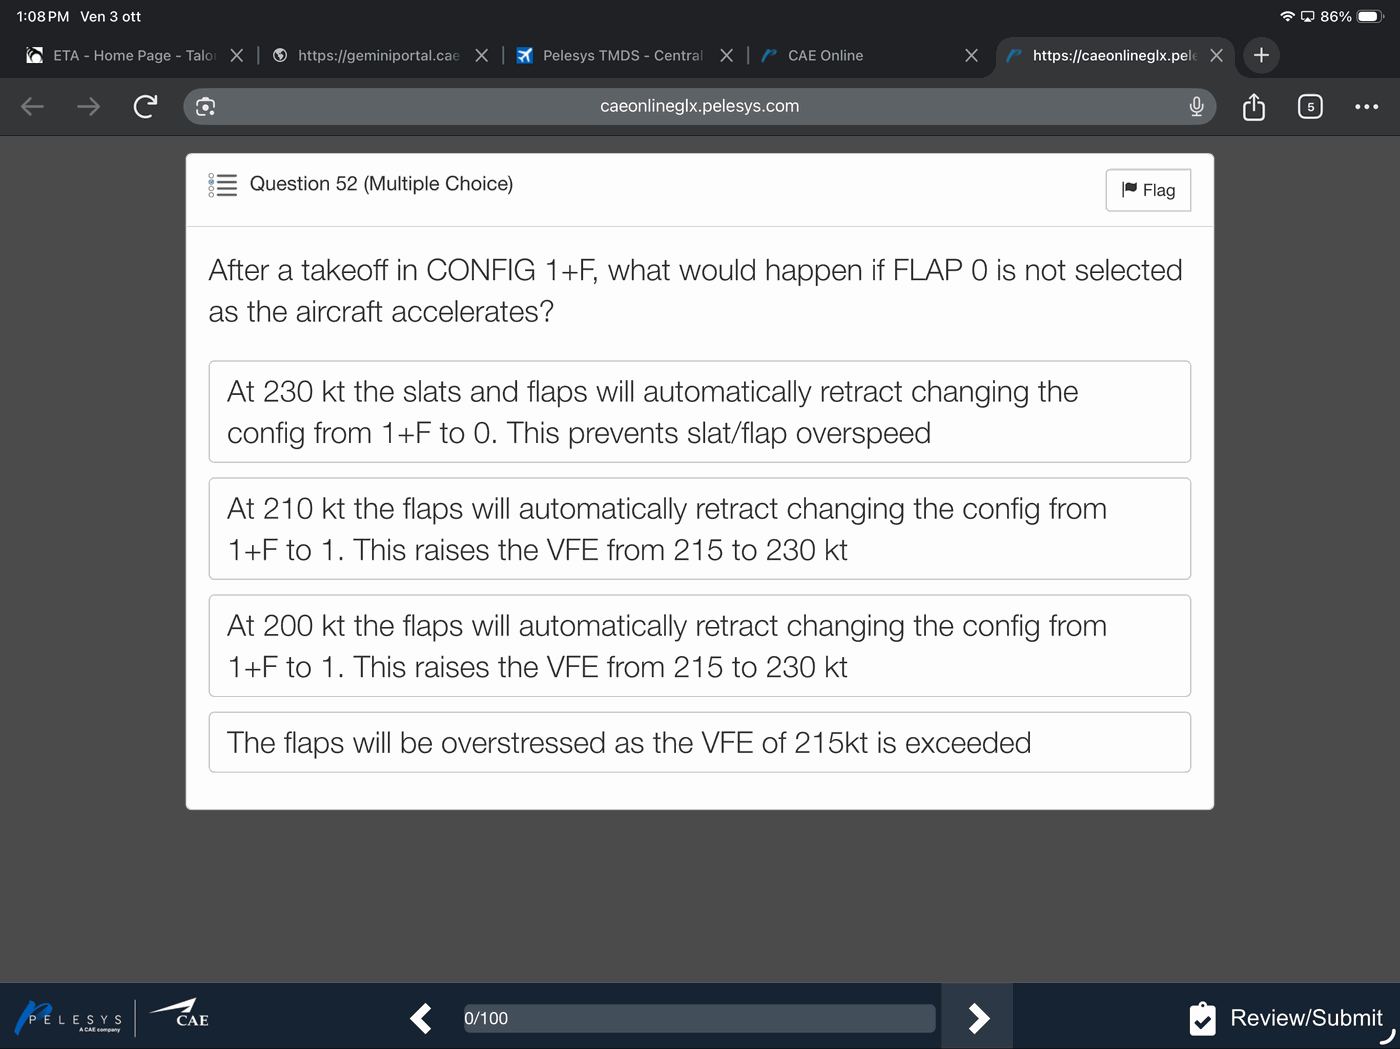 1:08 PM Ven 3 ott
86%
ETA - Home Page - Talo
https://geminiportal.cae
Pelesys TMDS - Central
CAE Online
https://caeonlineglx.pele
caeonlineglx.pelesys.com
5
Question 52 (Multiple Choice)
Flag
After a takeoff in CONFIG 1+F, what would happen if FLAP 0 is not selected
as the aircraft accelerates?
At 230 kt the slats and flaps will automatically retract changing the
config from 1+F to 0. This prevents slat/flap overspeed
At 210 kt the flaps will automatically retract changing the config from
1+F to 1. This raises the VFE from 215 to 230 kt
At 200 kt the flaps will automatically retract changing the config from
1+F to 1. This raises the VFE from 215 to 230 kt
The flaps will be overstressed as the VFE of 215kt is exceeded
PELESYS
A CAE company
CAE
0/100
Review/Submit